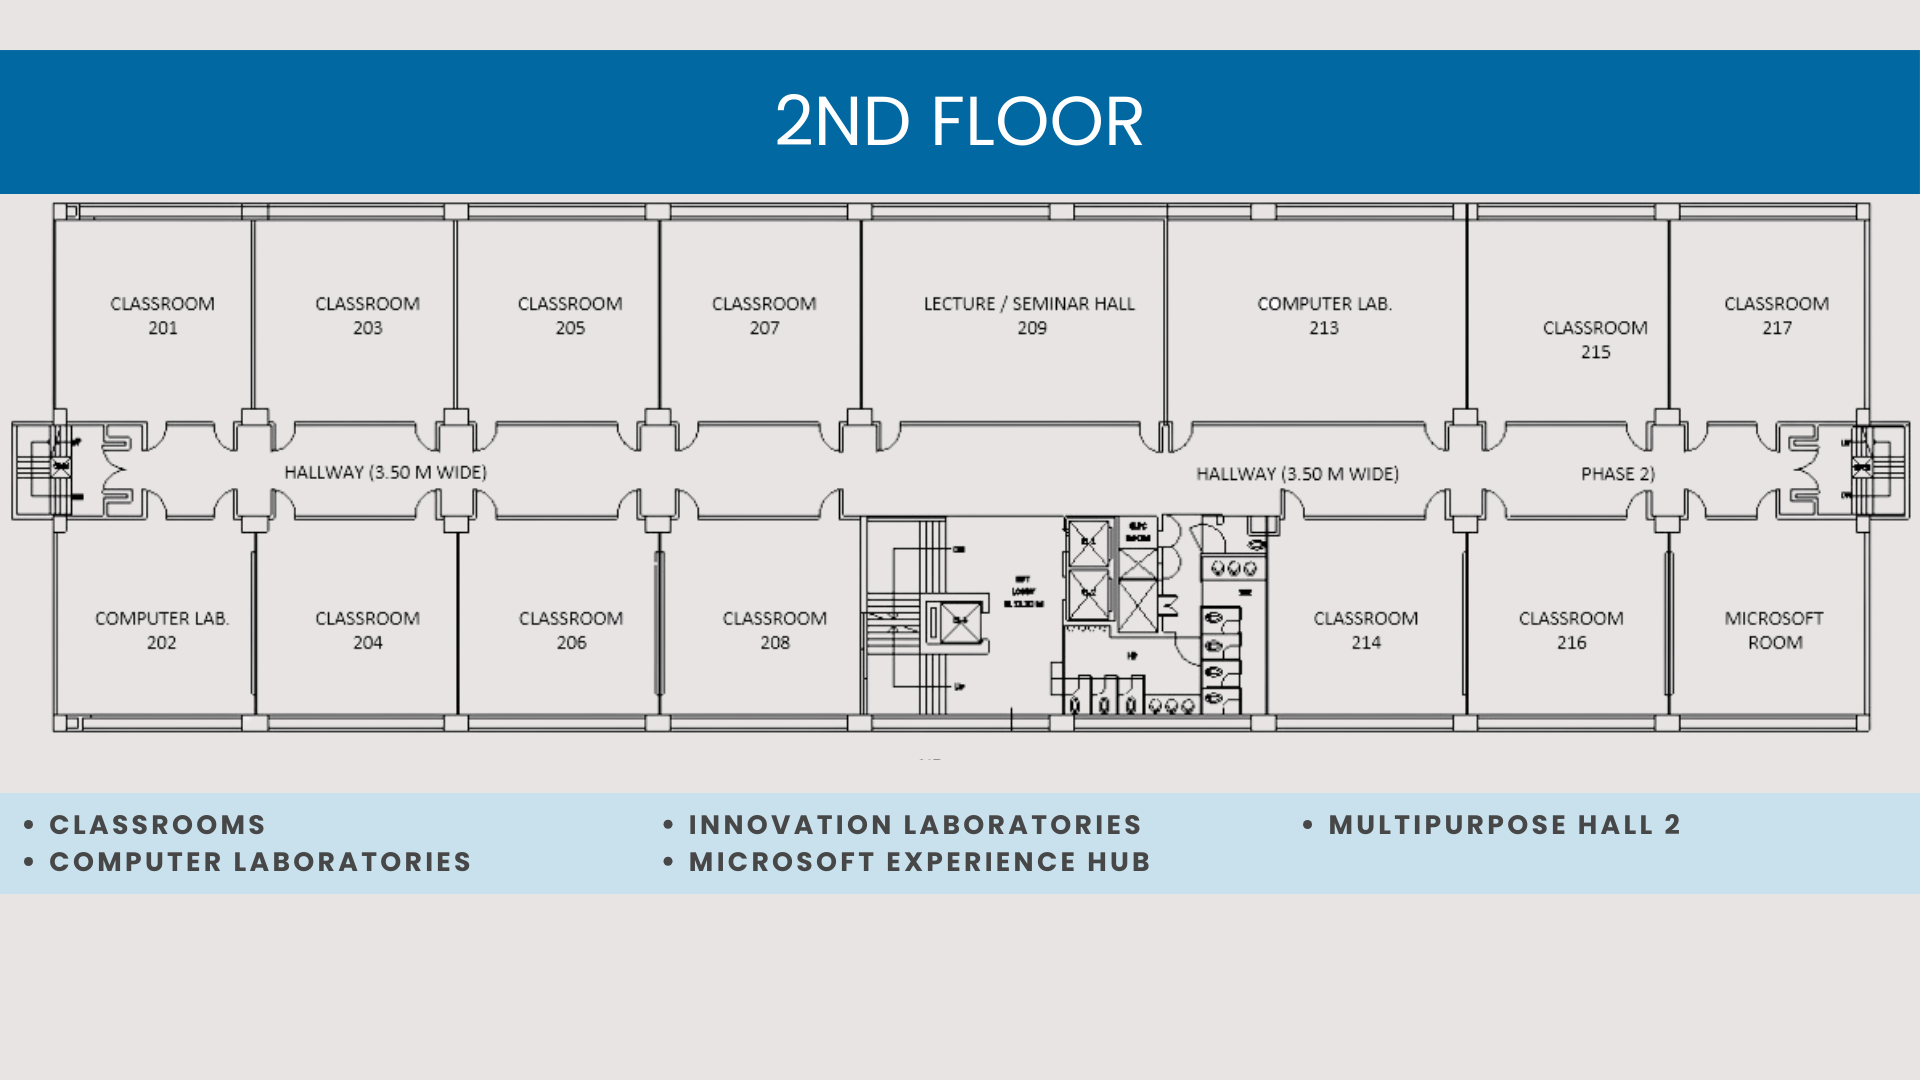 2ND FLOOR
CLASSROOM
201
CLASSROOM
203
CLASSROOM
205
CLASSROOM
207
LECTURE / SEMINAR HALL
209
COMPUTER LAB.
213
CLASSROOM
215
CLASSROOM
217
HALLWAY (3.50 M WIDE)
HALLWAY (3.50 M WIDE)
PHASE 2)
COMPUTER LAB.
202
CLASSROOM
204
CLASSROOM
206
CLASSROOM
208
LOBBY
ROOM
CLASSROOM
214
CLASSROOM
216
MICROSOFT
ROOM
• CLASSROOMS
• COMPUTER LABORATORIES
• INNOVATION LABORATORIES
• MICROSOFT EXPERIENCE HUB
• MULTIPURPOSE HALL 2